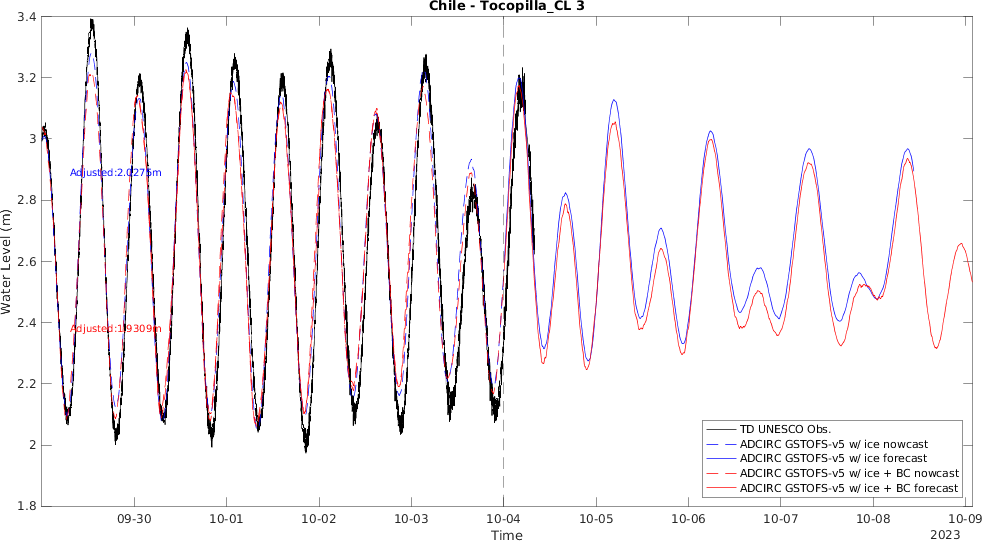 Chile - Tocopilla_CL 3
Water Level (m)
3.4
3.2
3
2.8
2.6
2.4
2.2
2
1.8
Adjusted:2.0275m
Adjusted:1.9309m
TD UNESCO Obs.
ADCIRC GSTOFS-v5 w/ ice nowcast
ADCIRC GSTOFS-v5 w/ ice forecast
ADCIRC GSTOFS-v5 w/ ice + BC nowcast
ADCIRC GSTOFS-v5 w/ ice + BC forecast
09-30 10-01 10-02 10-03 10-04 10-05 10-06 10-07 10-08 10-09
Time
2023